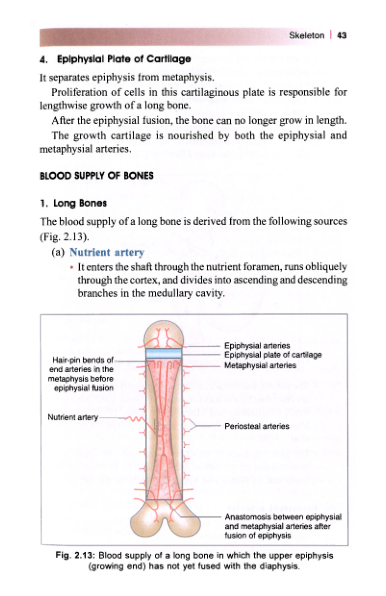 Skeleton | 43
4. Epiphysial Plate of Cartilage
It separates epiphysis from metaphysis.
Proliferation of cells in this cartilaginous plate is responsible for
lengthwise growth of a long bone.
After the epiphysial fusion, the bone can no longer grow in length.
The growth cartilage is nourished by both the epiphysial and
metaphysial arteries.
BLOOD SUPPLY OF BONES
1. Long Bones
The blood supply of a long bone is derived from the following sources
(Fig. 2.13).
(a) Nutrient artery
• It enters the shaft through the nutrient foramen, runs obliquely
through the cortex, and divides into ascending and descending
branches in the medullary cavity.
Epiphysial arteries
Epiphysial plate of cartilage
Metaphysial arteries
Hair-pin bends of
end arteries in the
metaphysis before
epiphysial fusion
Nutrient artery
Periosteal arteries
Anastomosis between epiphysial
and metaphysial arteries after
fusion of epiphysis
Fig. 2.13: Blood supply of a long bone in which the upper epiphysis
(growing end) has not yet fused with the diaphysis.